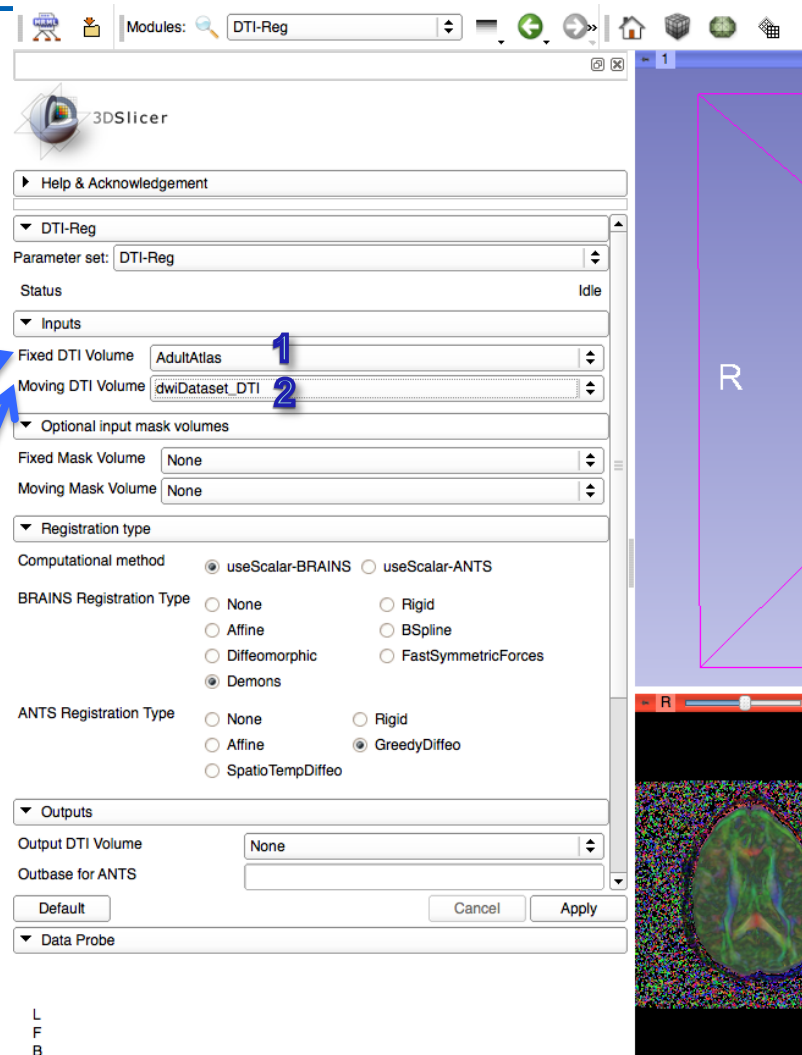 Modules: DTI-Reg
1
3DSlicer
Help & Acknowledgement
DTI-Reg
Parameter set: DTI-Reg
Status Idle
Inputs
Fixed DTI Volume AdultAtlas 1
Moving DTI Volume dwiDataset_DTI 2
Optional input mask volumes
Fixed Mask Volume None
Moving Mask Volume None
Registration type
Computational method useScalar-BRAINS useScalar-ANTS
BRAINS Registration Type None Rigid
Affine BSpline
Diffeomorphic FastSymmetricForces
Demons
ANTS Registration Type None Rigid
Affine GreedyDiffeo
SpatioTempDiffeo
Outputs
Output DTI Volume None
Outbase for ANTS
Default Cancel Apply
Data Probe
L
F
B
R
R